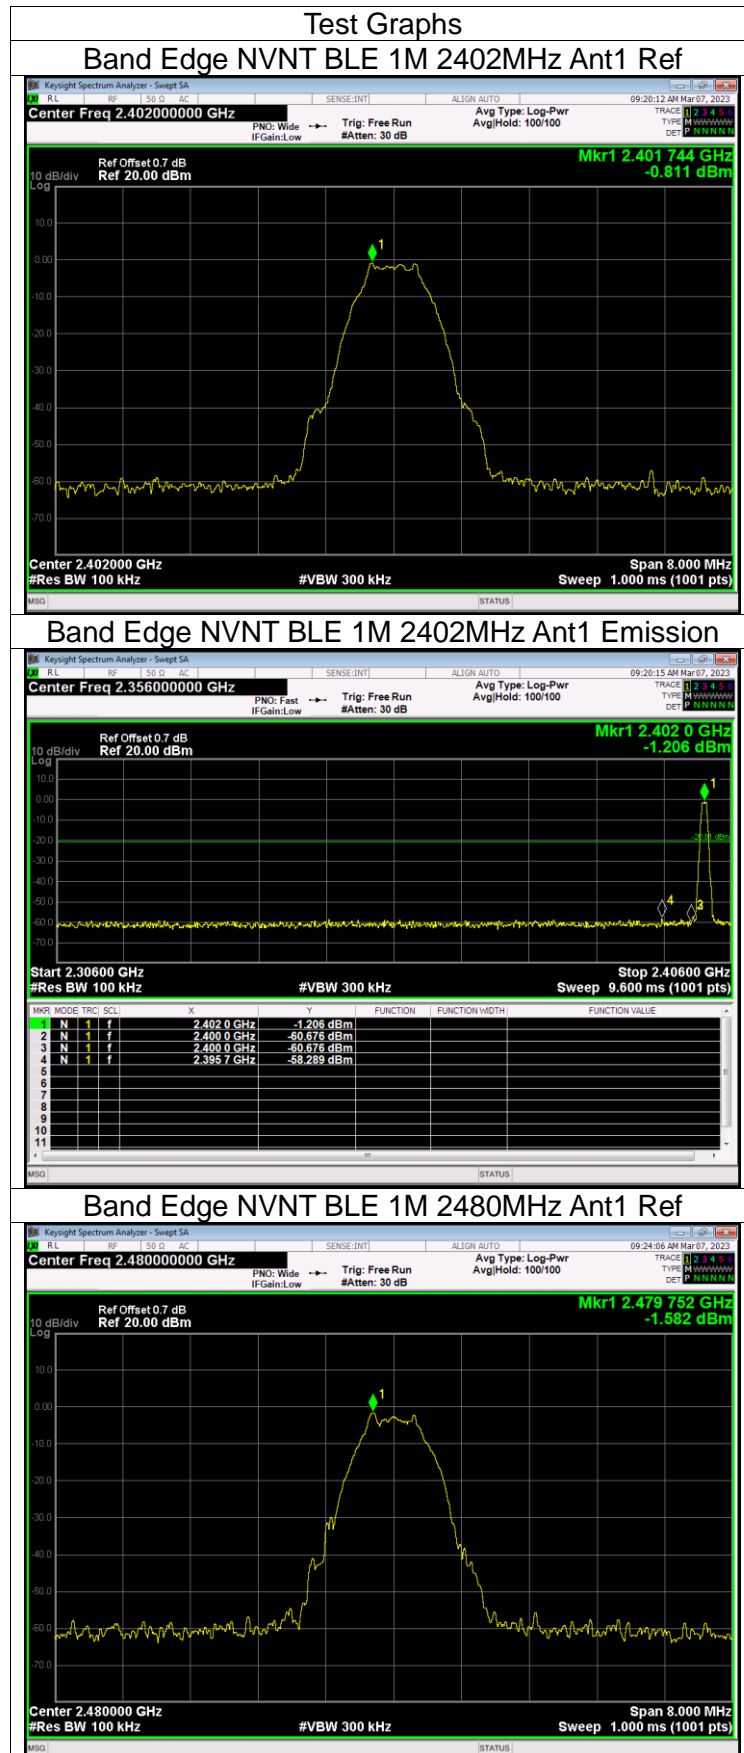 Test Graphs
Band Edge NVNT BLE 1M 2402MHz Ant1 Ref
Keysight Spectrum Analyzer - Swept SA
RL RF 50 Ω AC SENSE:INT ALIGN AUTO 09:20:12 AM Mar 07, 2023
Center Freq 2.402000000 GHz Avg Type: Log-Pwr TRACE 1 2 3 4 5 6
PNO: Wide Trig: Free Run Avg|Hold: 100/100 TYPE M
IFGain:Low #Atten: 30 dB DET P N N N N N
Mkr1 2.401 744 GHz
Ref Offset 0.7 dB
10 dB/div Ref 20.00 dBm -0.811 dBm
Log
10.0
1
0.00
-10.0
-20.0
-30.0
-40.0
-50.0
-60.0
-70.0
Center 2.402000 GHz Span 8.000 MHz
#Res BW 100 kHz #VBW 300 kHz Sweep 1.000 ms (1001 pts)
MSG STATUS
Band Edge NVNT BLE 1M 2402MHz Ant1 Emission
Keysight Spectrum Analyzer - Swept SA
RL RF 50 Ω AC SENSE:INT ALIGN AUTO 09:20:15 AM Mar 07, 2023
Center Freq 2.356000000 GHz Avg Type: Log-Pwr TRACE 1 2 3 4 5 6
PNO: Fast Trig: Free Run Avg|Hold: 100/100 TYPE M
IFGain:Low #Atten: 30 dB DET P N N N N N
Mkr1 2.402 0 GHz
Ref Offset 0.7 dB
10 dB/div Ref 20.00 dBm -1.206 dBm
Log
10.0
1
0.00
-10.0
-20.0
-20.81 dBm
-30.0
-40.0
-50.0
4 3
-60.0
-70.0
Start 2.30600 GHz Stop 2.40600 GHz
#Res BW 100 kHz #VBW 300 kHz Sweep 9.600 ms (1001 pts)
MKR MODE TRC SCL X Y FUNCTION FUNCTION WIDTH FUNCTION VALUE
1 N 1 f 2.402 0 GHz -1.206 dBm
2 N 1 f 2.400 0 GHz -60.676 dBm
3 N 1 f 2.400 0 GHz -60.676 dBm
4 N 1 f 2.395 7 GHz -58.289 dBm
5
6
7
8
9
10
11
MSG STATUS
Band Edge NVNT BLE 1M 2480MHz Ant1 Ref
Keysight Spectrum Analyzer - Swept SA
RL RF 50 Ω AC SENSE:INT ALIGN AUTO 09:24:06 AM Mar 07, 2023
Center Freq 2.480000000 GHz Avg Type: Log-Pwr TRACE 1 2 3 4 5 6
PNO: Wide Trig: Free Run Avg|Hold: 100/100 TYPE M
IFGain:Low #Atten: 30 dB DET P N N N N N
Mkr1 2.479 752 GHz
Ref Offset 0.7 dB
10 dB/div Ref 20.00 dBm -1.582 dBm
Log
10.0
1
0.00
-10.0
-20.0
-30.0
-40.0
-50.0
-60.0
-70.0
Center 2.480000 GHz Span 8.000 MHz
#Res BW 100 kHz #VBW 300 kHz Sweep 1.000 ms (1001 pts)
MSG STATUS